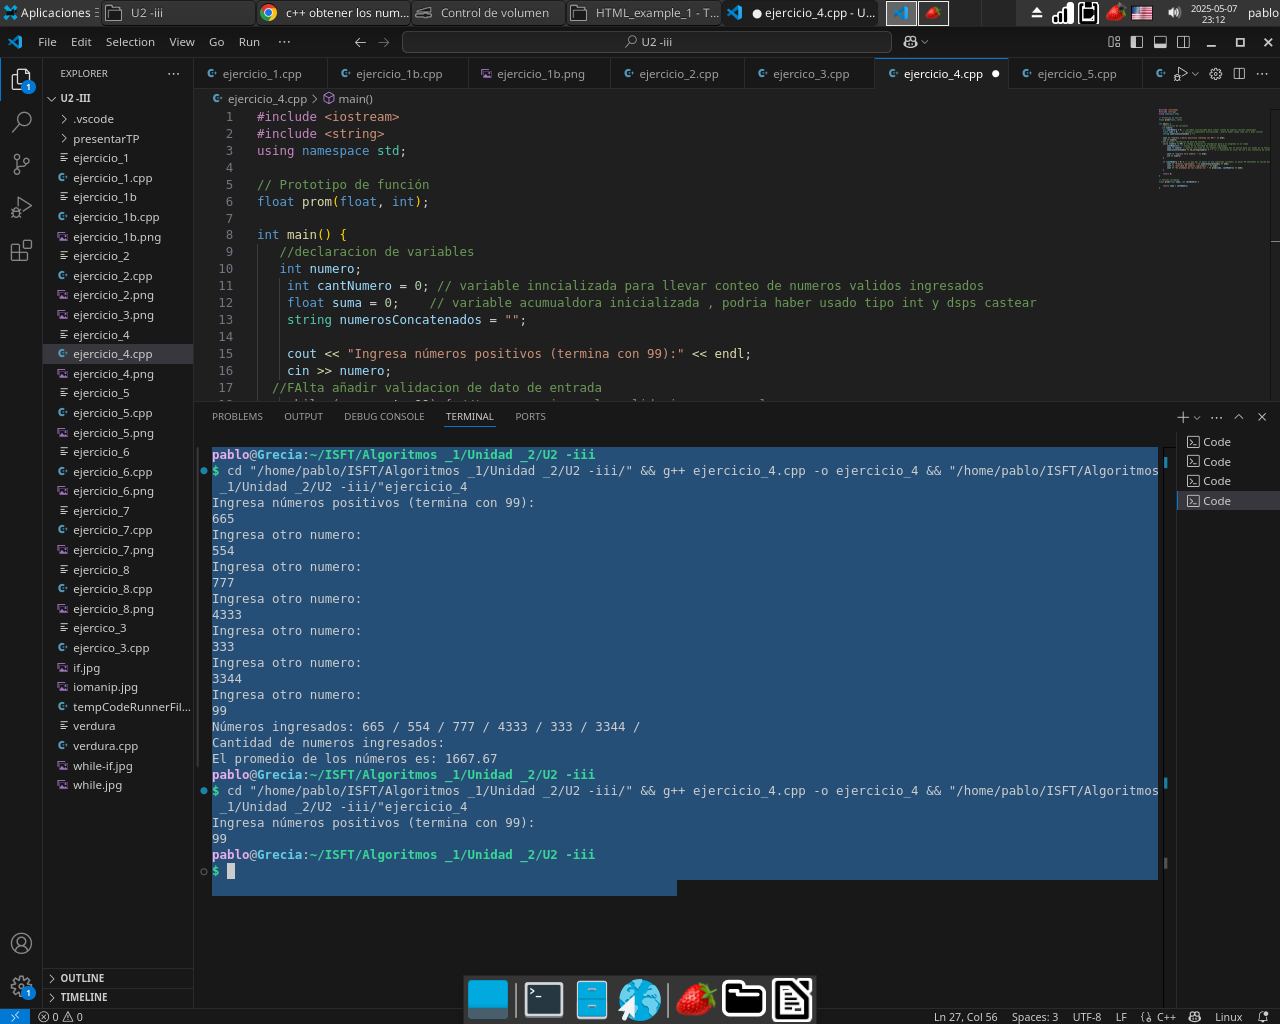 Aplicaciones
U2 -iii
c++ obtener los num...
Control de volumen
HTML_example_1 - T...
ejercicio_4.cpp - U...
2025-05-07
23:12
pablo
File Edit Selection View Go Run ...
U2 -iii
EXPLORER
U2 -III
.vscode
presentarTP
ejercicio_1
ejercicio_1.cpp
ejercicio_1b
ejercicio_1b.cpp
ejercicio_1b.png
ejercicio_2
ejercicio_2.cpp
ejercicio_2.png
ejercicio_3.png
ejercicio_4
ejercicio_4.cpp
ejercicio_4.png
ejercicio_5
ejercicio_5.cpp
ejercicio_5.png
ejercicio_6
ejercicio_6.cpp
ejercicio_6.png
ejercicio_7
ejercicio_7.cpp
ejercicio_7.png
ejercicio_8
ejercicio_8.cpp
ejercicio_8.png
ejercico_3
ejercico_3.cpp
if.jpg
iomanip.jpg
tempCodeRunnerFil...
verdura
verdura.cpp
while-if.jpg
while.jpg
OUTLINE
TIMELINE
ejercicio_1.cpp ejercicio_1b.cpp ejercicio_1b.png ejercicio_2.cpp ejercico_3.cpp ejercicio_4.cpp ejercicio_5.cpp
ejercicio_4.cpp > main()
1 #include <iostream>
2 #include <string>
3 using namespace std;
4
5 // Prototipo de función
6 float prom(float, int);
7
8 int main() {
9 //declaracion de variables
10 int numero;
11 int cantNumero = 0; // variable inncializada para llevar conteo de numeros validos ingresados
12 float suma = 0; // variable acumualdora inicializada , podria haber usado tipo int y dsps castear
13 string numerosConcatenados = "";
14
15 cout << "Ingresa números positivos (termina con 99):" << endl;
16 cin >> numero;
17 //FAlta añadir validacion de dato de entrada
PROBLEMS OUTPUT DEBUG CONSOLE TERMINAL PORTS
Code
Code
Code
Code
pablo@Grecia:~/ISFT/Algoritmos _1/Unidad _2/U2 -iii
$ cd "/home/pablo/ISFT/Algoritmos _1/Unidad _2/U2 -iii/" && g++ ejercicio_4.cpp -o ejercicio_4 && "/home/pablo/ISFT/Algoritmos
_1/Unidad _2/U2 -iii/"ejercicio_4
Ingresa números positivos (termina con 99):
665
Ingresa otro numero:
554
Ingresa otro numero:
777
Ingresa otro numero:
4333
Ingresa otro numero:
333
Ingresa otro numero:
3344
Ingresa otro numero:
99
Números ingresados: 665 / 554 / 777 / 4333 / 333 / 3344 /
Cantidad de numeros ingresados:
El promedio de los números es: 1667.67
pablo@Grecia:~/ISFT/Algoritmos _1/Unidad _2/U2 -iii
$ cd "/home/pablo/ISFT/Algoritmos _1/Unidad _2/U2 -iii/" && g++ ejercicio_4.cpp -o ejercicio_4 && "/home/pablo/ISFT/Algoritmos
_1/Unidad _2/U2 -iii/"ejercicio_4
Ingresa números positivos (termina con 99):
99
pablo@Grecia:~/ISFT/Algoritmos _1/Unidad _2/U2 -iii
$
0 0
Ln 27, Col 56 Spaces: 3 UTF-8 LF {} C++ Linux